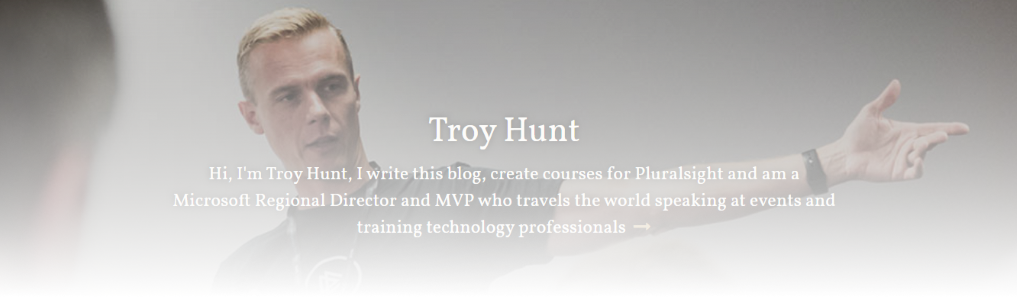 Troy Hunt
Hi, I'm Troy Hunt, I write this blog, create courses for Pluralsight and am a
Microsoft Regional Director and MVP who travels the world speaking at events and
training technology professionals →